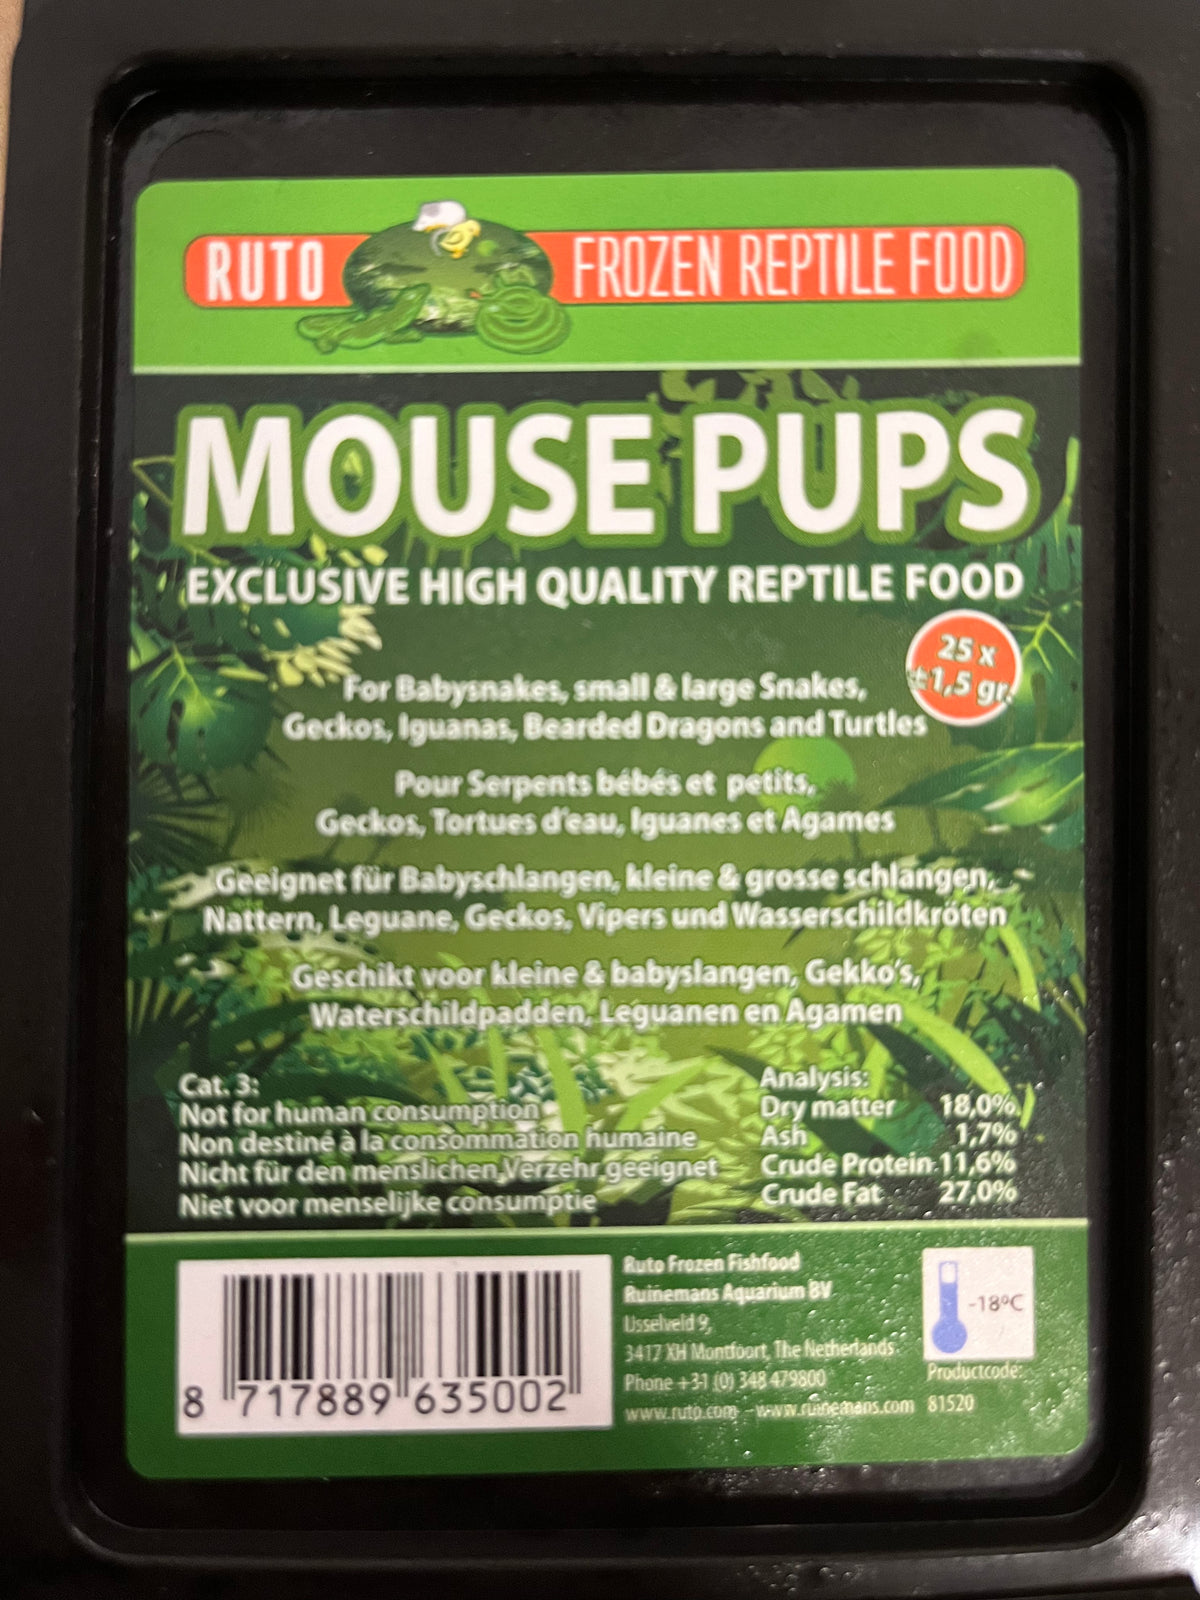 RUTO FROZEN REPTILE FOOD
MOUSE PUPS
EXCLUSIVE HIGH QUALITY REPTILE FOOD
25 x
±1,5 gr.
For Babysnakes, small & large Snakes,
Geckos, Iguanas, Bearded Dragons and Turtles
Pour Serpents bébés et petits,
Geckos, Tortues d'eau, Iguanes et Agames
Geeignet für Babyschlangen, kleine & grosse schlangen,
Nattern, Leguane, Geckos, Vipers und Wasserschildkröten
Geschikt voor kleine & babyslangen, Gekko's,
Waterschildpadden, Leguanen en Agamen
Cat. 3:
Not for human consumption
Non destiné à la consommation humaine
Nicht für den menslichen Verzehr geeignet
Niet voor menselijke consumptie
Analysis:
Dry matter 18,0%
Ash 1,7%
Crude Protein 11,6%
Crude Fat 27,0%
8 717889 635002
Ruto Frozen Fishfood
Ruinemans Aquarium BV
IJsselveld 9,
3417 XH Montfoort, The Netherlands
Phone +31 (0) 348 479800
www.ruto.com - www.ruinemans.com
-18ºC
Productcode:
81520